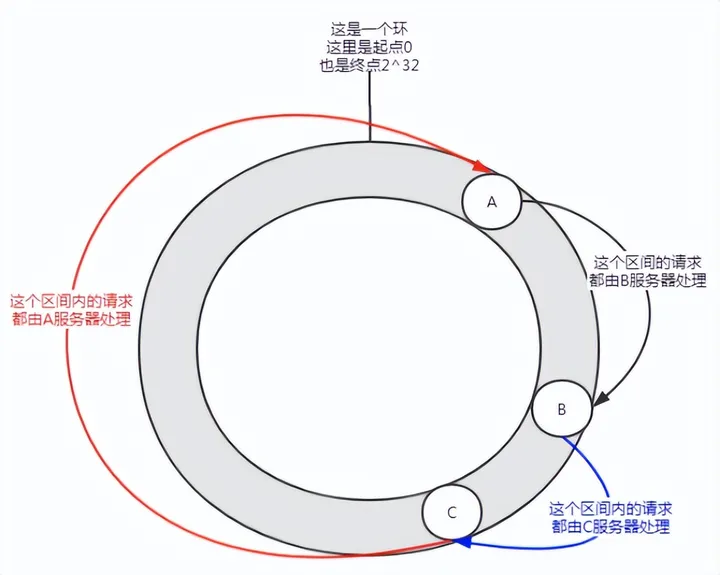 这是一个环
这里是起点0
也是终点2^32
A
这个区间的请求
都由B服务器处理
这个区间内的请求
都由A服务器处理
B
C
这个区间内的请求
都由C服务器处理